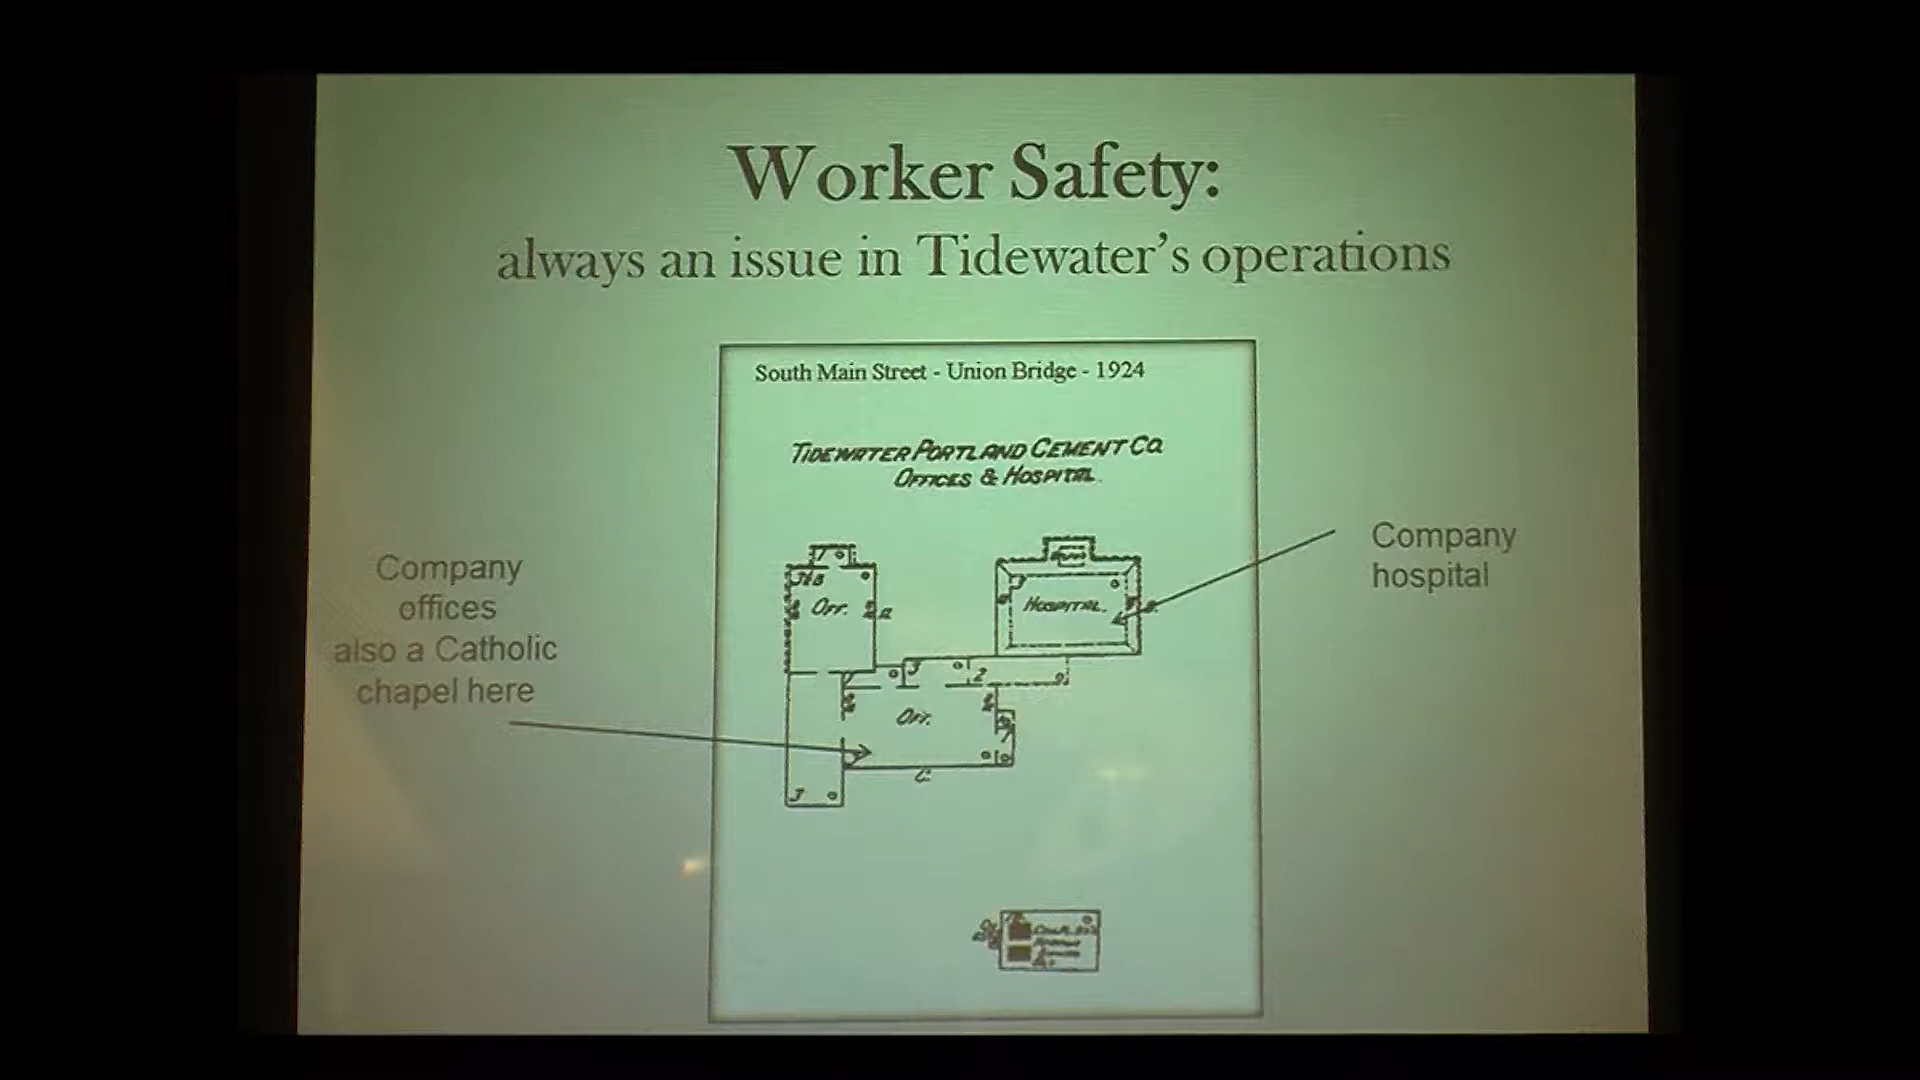 Worker Safety:
always an issue in Tidewater's operations
South Main Street - Union Bridge - 1924
TIDEWATER PORTLAND CEMENT CO.
OFFICES & HOSPITAL.
Company
offices
also a Catholic
chapel here
Company
hospital
OFF.
HOSPITAL.
OFF.